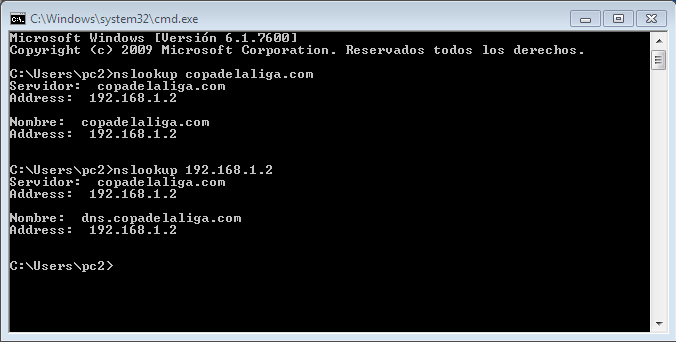 C:\Windows\system32\cmd.exe
Microsoft Windows [Versión 6.1.7600]
Copyright (c) 2009 Microsoft Corporation. Reservados todos los derechos.
C:\Users\pc2>nslookup copadelaliga.com
Servidor:  copadelaliga.com
Address:  192.168.1.2
Nombre:  copadelaliga.com
Address:  192.168.1.2
C:\Users\pc2>nslookup 192.168.1.2
Servidor:  copadelaliga.com
Address:  192.168.1.2
Nombre:  dns.copadelaliga.com
Address:  192.168.1.2
C:\Users\pc2>